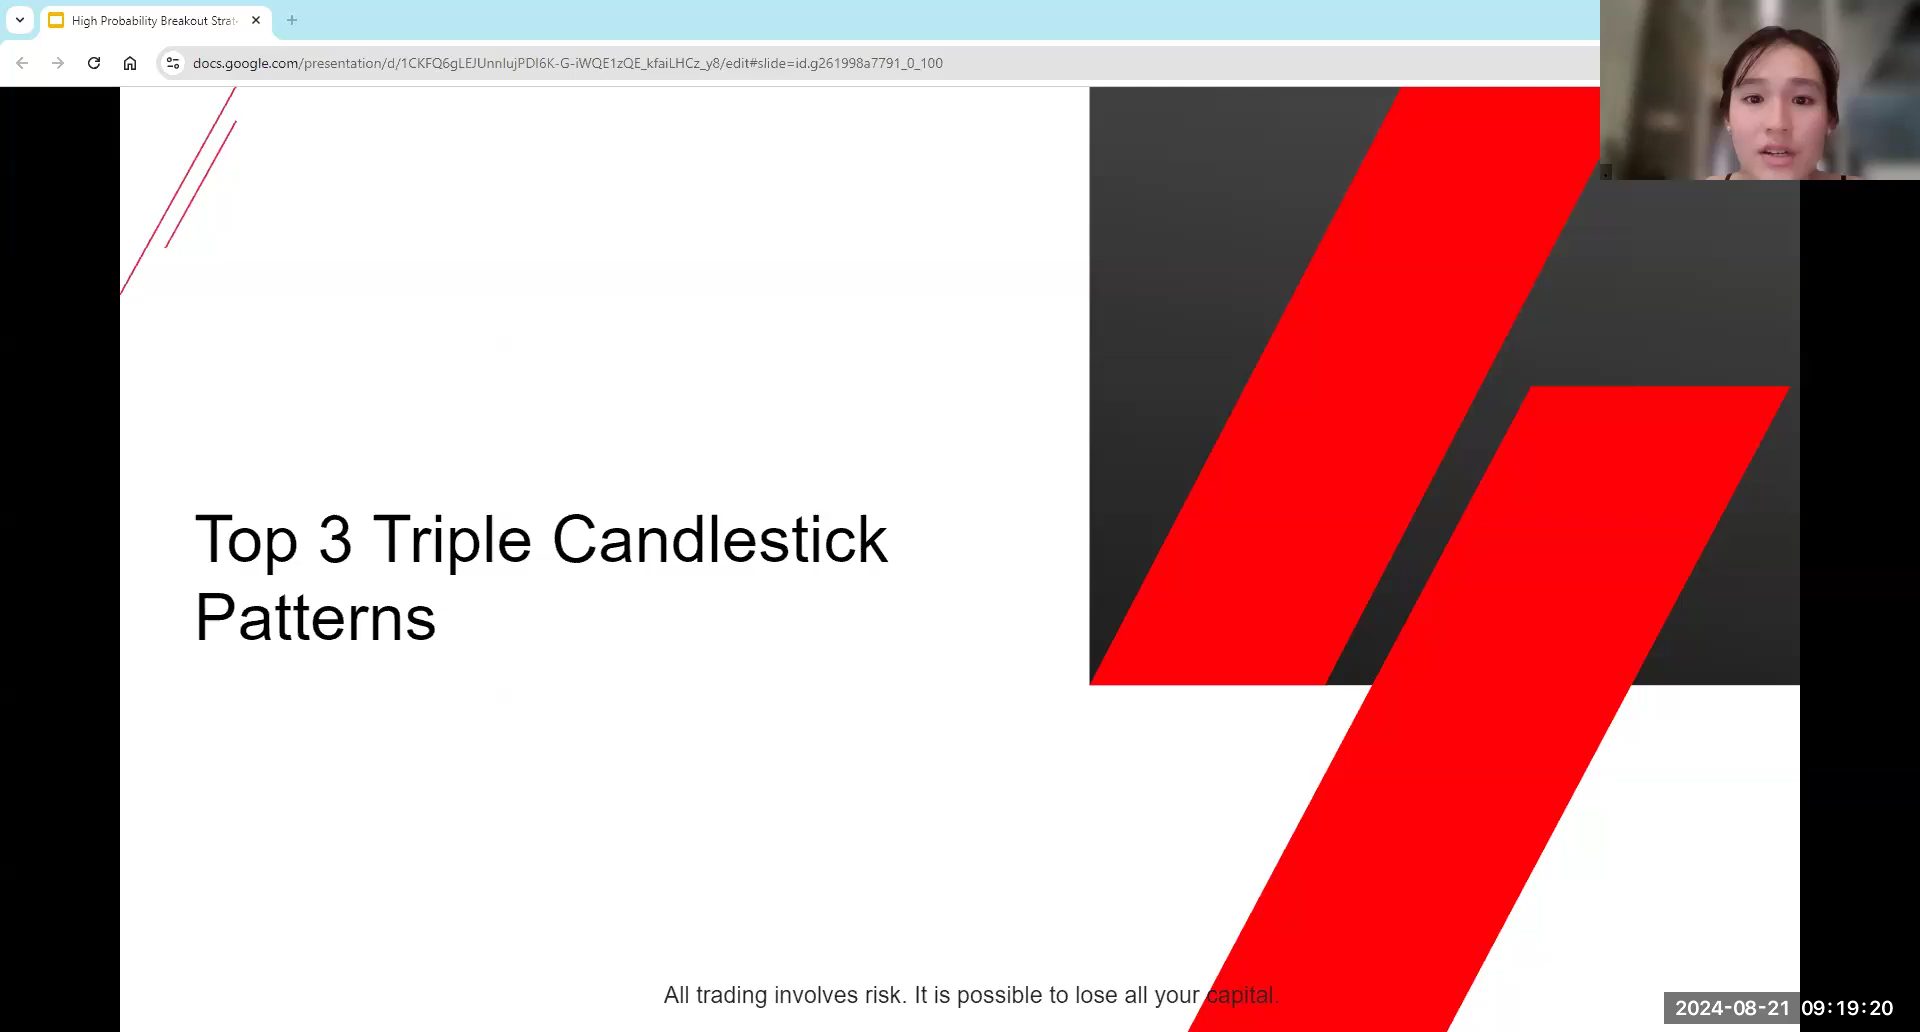 High Probability Breakout Strat
docs.google.com/presentation/d/1CKFQ6gLEJUnnIujPDI6K-G-iWQE1zQE_kfaiLHCz_y8/edit#slide=id.g261998a7791_0_100
Top 3 Triple Candlestick
Patterns
All trading involves risk. It is possible to lose all your capital.
2024-08-21 09:19:20